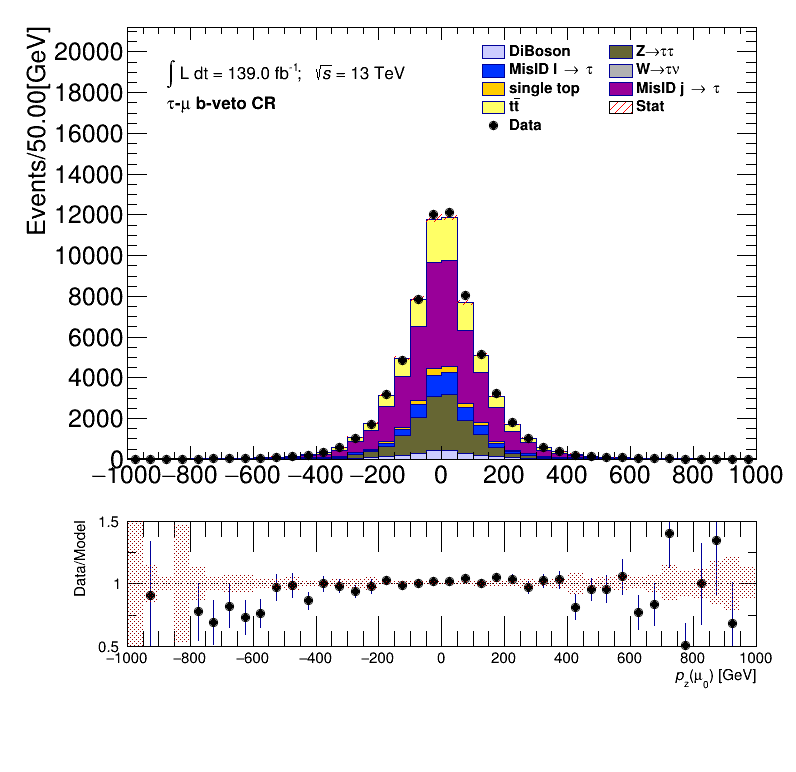 Events/50.00[GeV]
20000
18000
16000
14000
12000
10000
8000
6000
4000
2000
0
∫ L dt = 139.0 fb⁻¹; √s = 13 TeV
τ-μ b-veto CR
DiBoson
MisID l → τ
single top
tt̄
Data
Z→ττ
W→τν
MisID j → τ
Stat
−1000 −800 −600 −400 −200 0 200 400 600 800 1000
Data/Model
1.5
1
0.5
−1000 −800 −600 −400 −200 0 200 400 600 800 1000
p_z(μ_0) [GeV]